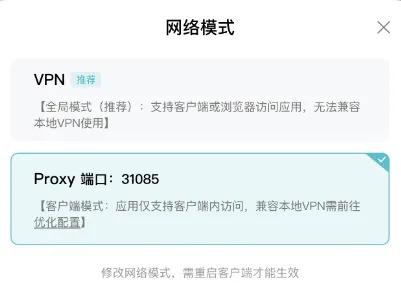 网络模式
VPN 推荐
【全局模式（推荐）：支持客户端或浏览器访问应用，无法兼容
本地VPN使用】
Proxy 端口：31085
【客户端模式：应用仅支持客户端内访问，兼容本地VPN需前往
优化配置】
修改网络模式，需重启客户端才能生效